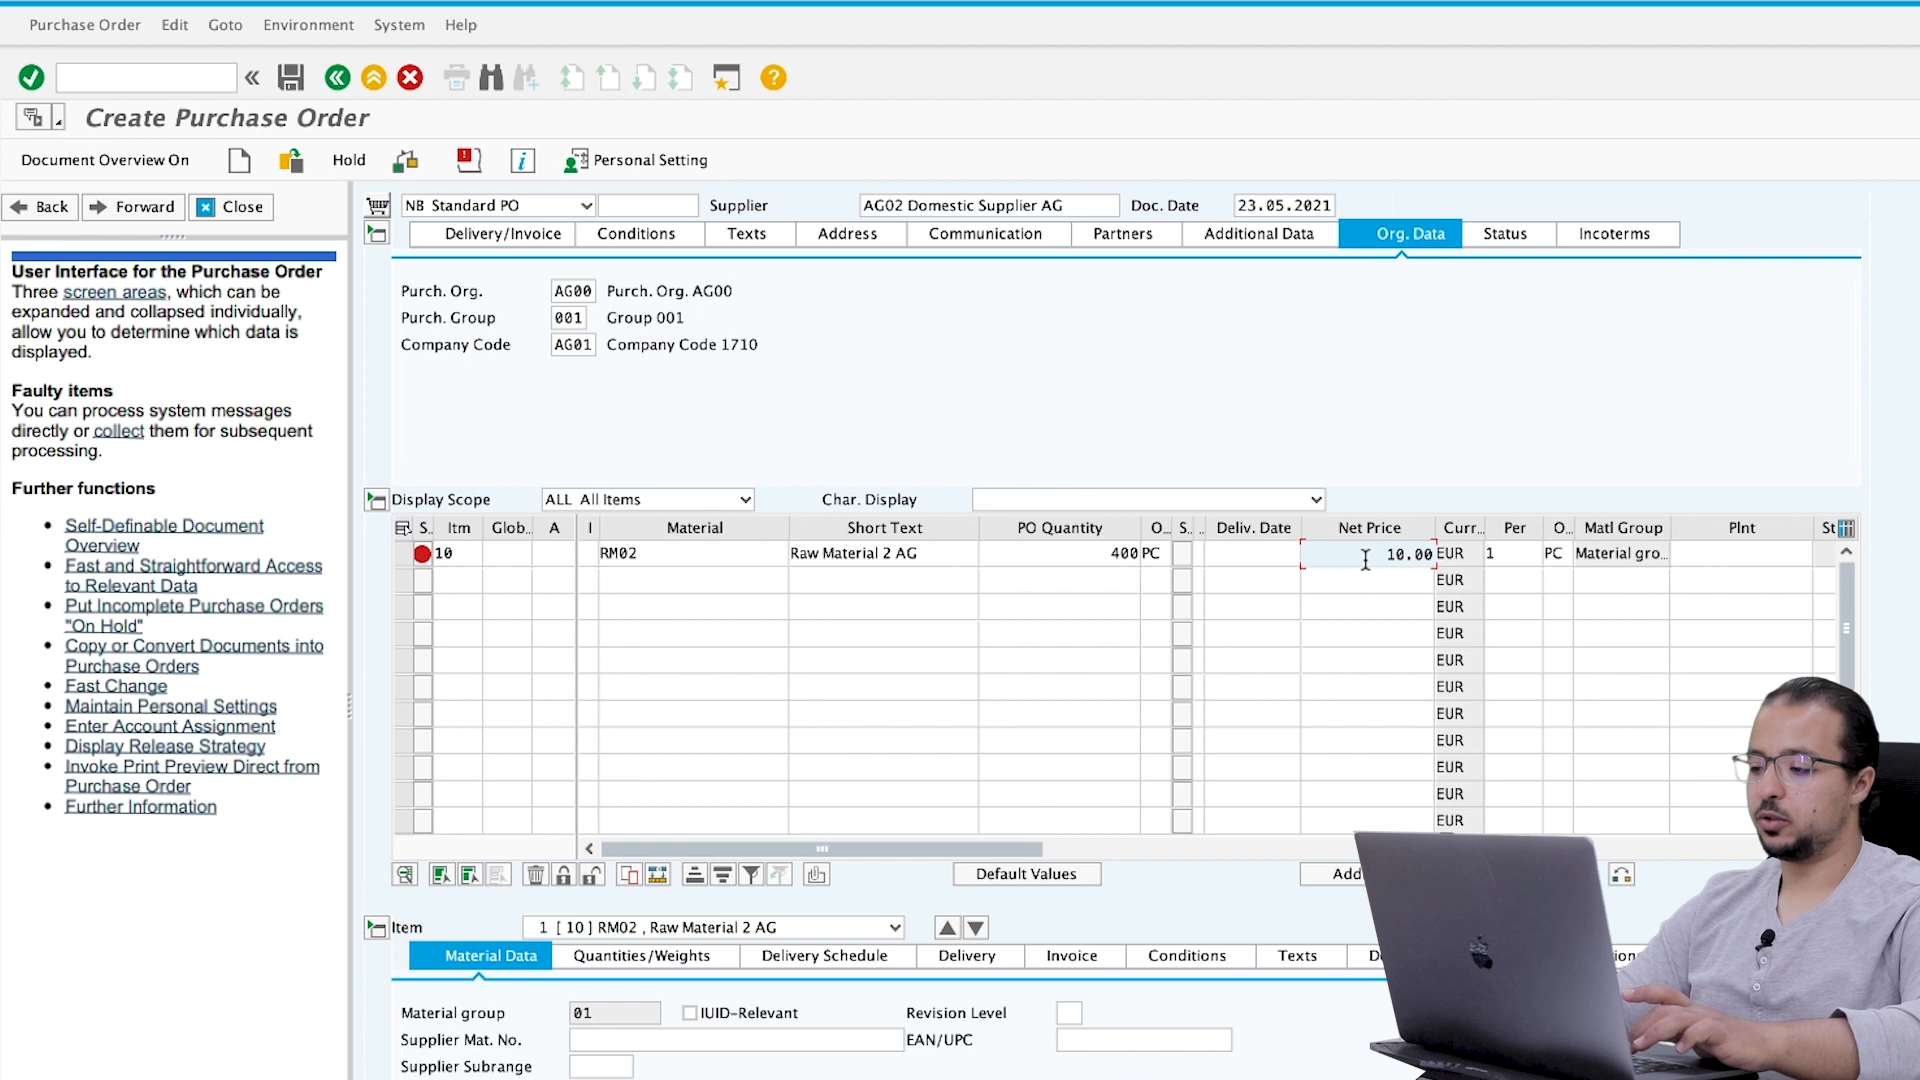 Purchase Order Edit Goto Environment System Help
Create Purchase Order
Document Overview On Hold Personal Setting
Back Forward Close
NB Standard PO Supplier AG02 Domestic Supplier AG Doc. Date 23.05.2021
Delivery/Invoice Conditions Texts Address Communication Partners Additional Data Org. Data Status Incoterms
User Interface for the Purchase Order
Three screen areas, which can be
expanded and collapsed individually,
allow you to determine which data is
displayed.
Faulty items
You can process system messages
directly or collect them for subsequent
processing.
Further functions
Self-Definable Document
Overview
Fast and Straightforward Access
to Relevant Data
Put Incomplete Purchase Orders
"On Hold"
Copy or Convert Documents into
Purchase Orders
Fast Change
Maintain Personal Settings
Enter Account Assignment
Display Release Strategy
Invoke Print Preview Direct from
Purchase Order
Further Information
Purch. Org. AG00 Purch. Org. AG00
Purch. Group 001 Group 001
Company Code AG01 Company Code 1710
Display Scope ALL All Items Char. Display
S.. Itm Glob.. A I Material Short Text PO Quantity O.. S.. .. Deliv. Date Net Price Curr.. Per O.. Matl Group Plnt St
10 RM02 Raw Material 2 AG 400 PC 10.00 EUR 1 PC Material gro..
EUR
EUR
EUR
EUR
EUR
EUR
EUR
EUR
EUR
EUR
Default Values Add
Item 1 [ 10 ] RM02 , Raw Material 2 AG
Material Data Quantities/Weights Delivery Schedule Delivery Invoice Conditions Texts
Material group 01 IUID-Relevant Revision Level
Supplier Mat. No. EAN/UPC
Supplier Subrange